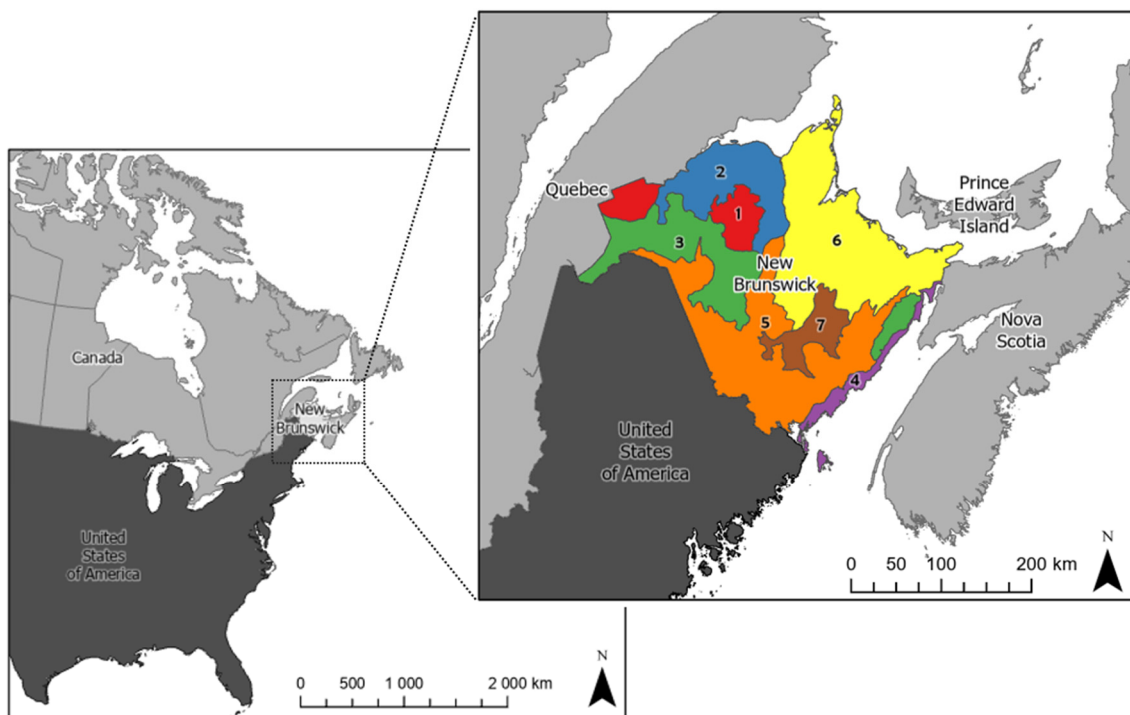 Canada
New
Brunswick
United
States
of America
N
0 500 1 000 2 000 km
Quebec
2
1
3
6
New
Brunswick
5
7
4
Prince
Edward
Island
Nova
Scotia
United
States
of America
N
0 50 100 200 km